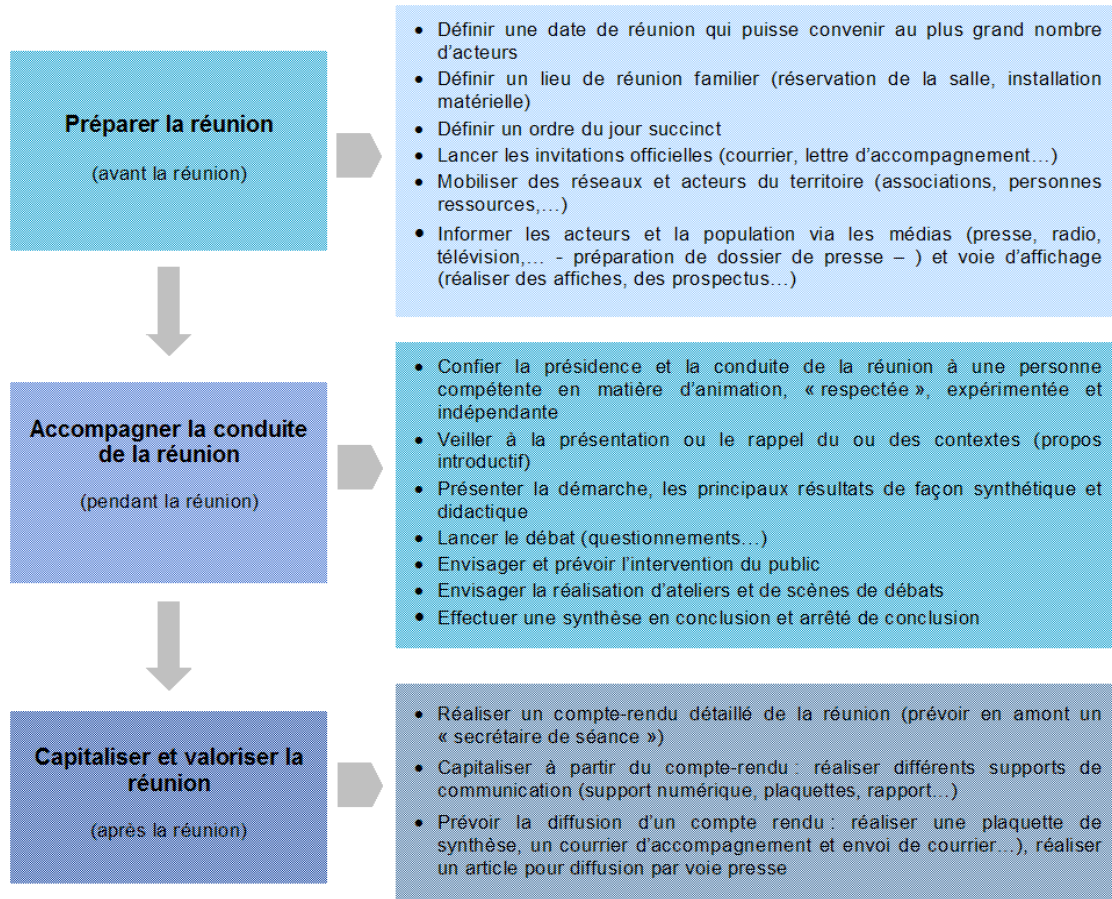 Préparer la réunion
(avant la réunion)
• Définir une date de réunion qui puisse convenir au plus grand nombre
d'acteurs
• Définir un lieu de réunion familier (réservation de la salle, installation
matérielle)
• Définir un ordre du jour succinct
• Lancer les invitations officielles (courrier, lettre d'accompagnement…)
• Mobiliser des réseaux et acteurs du territoire (associations, personnes
ressources,…)
• Informer les acteurs et la population via les médias (presse, radio,
télévision,… - préparation de dossier de presse – ) et voie d'affichage
(réaliser des affiches, des prospectus…)
Accompagner la conduite
de la réunion
(pendant la réunion)
• Confier la présidence et la conduite de la réunion à une personne
compétente en matière d'animation, « respectée », expérimentée et
indépendante
• Veiller à la présentation ou le rappel du ou des contextes (propos
introductif)
• Présenter la démarche, les principaux résultats de façon synthétique et
didactique
• Lancer le débat (questionnements…)
• Envisager et prévoir l'intervention du public
• Envisager la réalisation d'ateliers et de scènes de débats
• Effectuer une synthèse en conclusion et arrêté de conclusion
Capitaliser et valoriser la
réunion
(après la réunion)
• Réaliser un compte-rendu détaillé de la réunion (prévoir en amont un
« secrétaire de séance »)
• Capitaliser à partir du compte-rendu : réaliser différents supports de
communication (support numérique, plaquettes, rapport…)
• Prévoir la diffusion d'un compte rendu : réaliser une plaquette de
synthèse, un courrier d'accompagnement et envoi de courrier…), réaliser
un article pour diffusion par voie presse